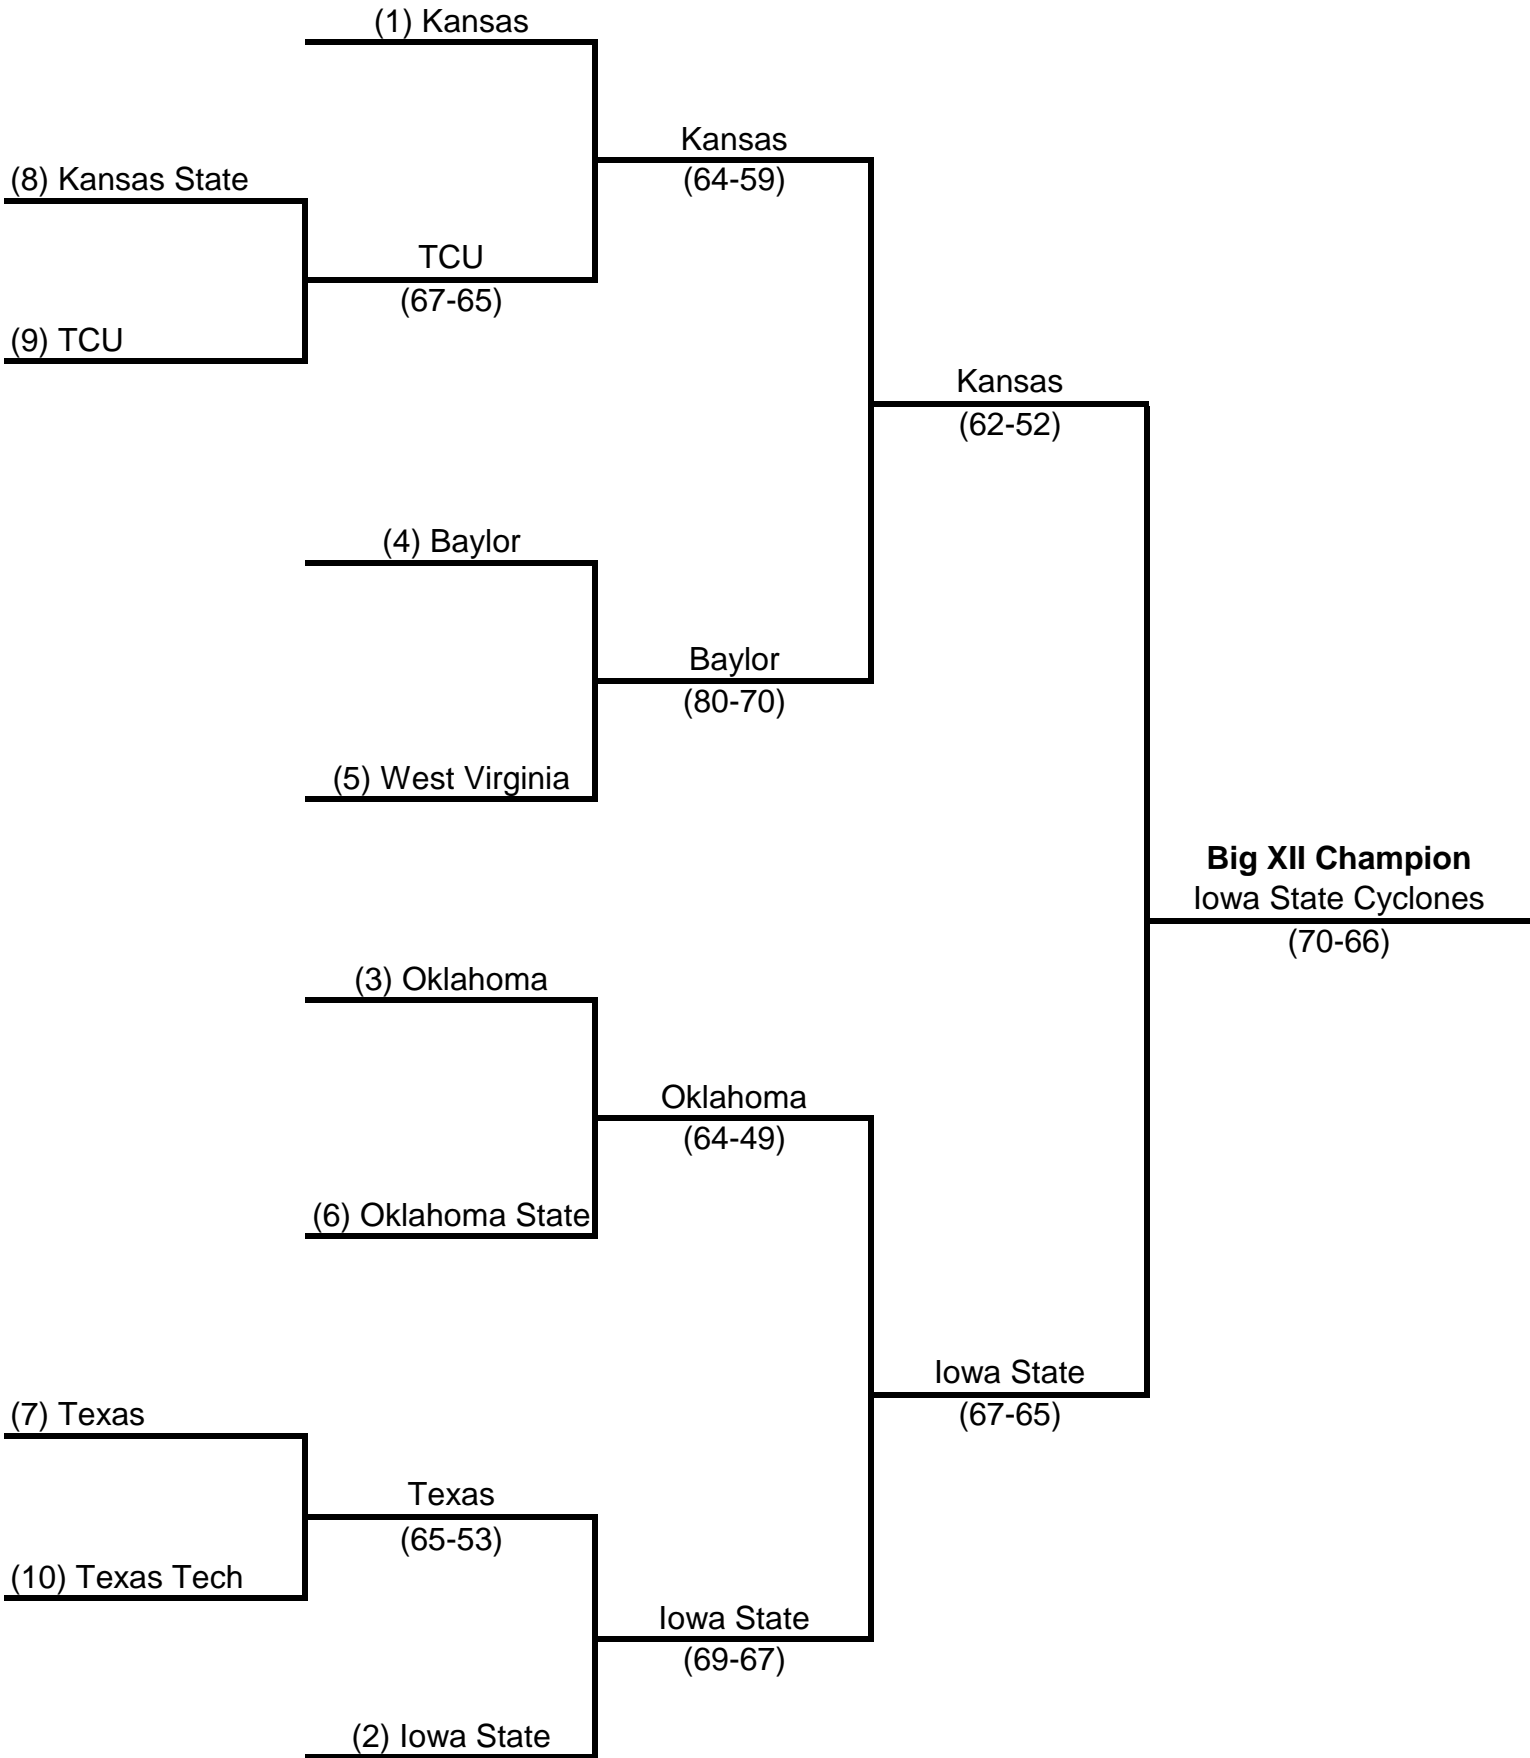 (1) Kansas
Kansas
(64-59)
(8) Kansas State
TCU
(67-65)
(9) TCU
Kansas
(62-52)
(4) Baylor
Baylor
(80-70)
(5) West Virginia
Big XII Champion
Iowa State Cyclones
(70-66)
(3) Oklahoma
Oklahoma
(64-49)
(6) Oklahoma State
Iowa State
(67-65)
(7) Texas
Texas
(65-53)
(10) Texas Tech
Iowa State
(69-67)
(2) Iowa State